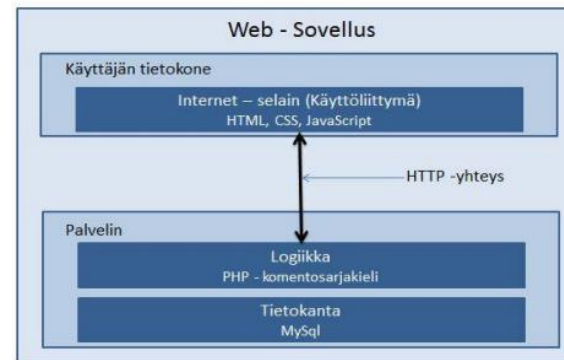 Web - Sovellus
Käyttäjän tietokone
Internet – selain (Käyttöliittymä)
HTML, CSS, JavaScript
HTTP -yhteys
Palvelin
Logiikka
PHP - komentosarjakieli
Tietokanta
MySql